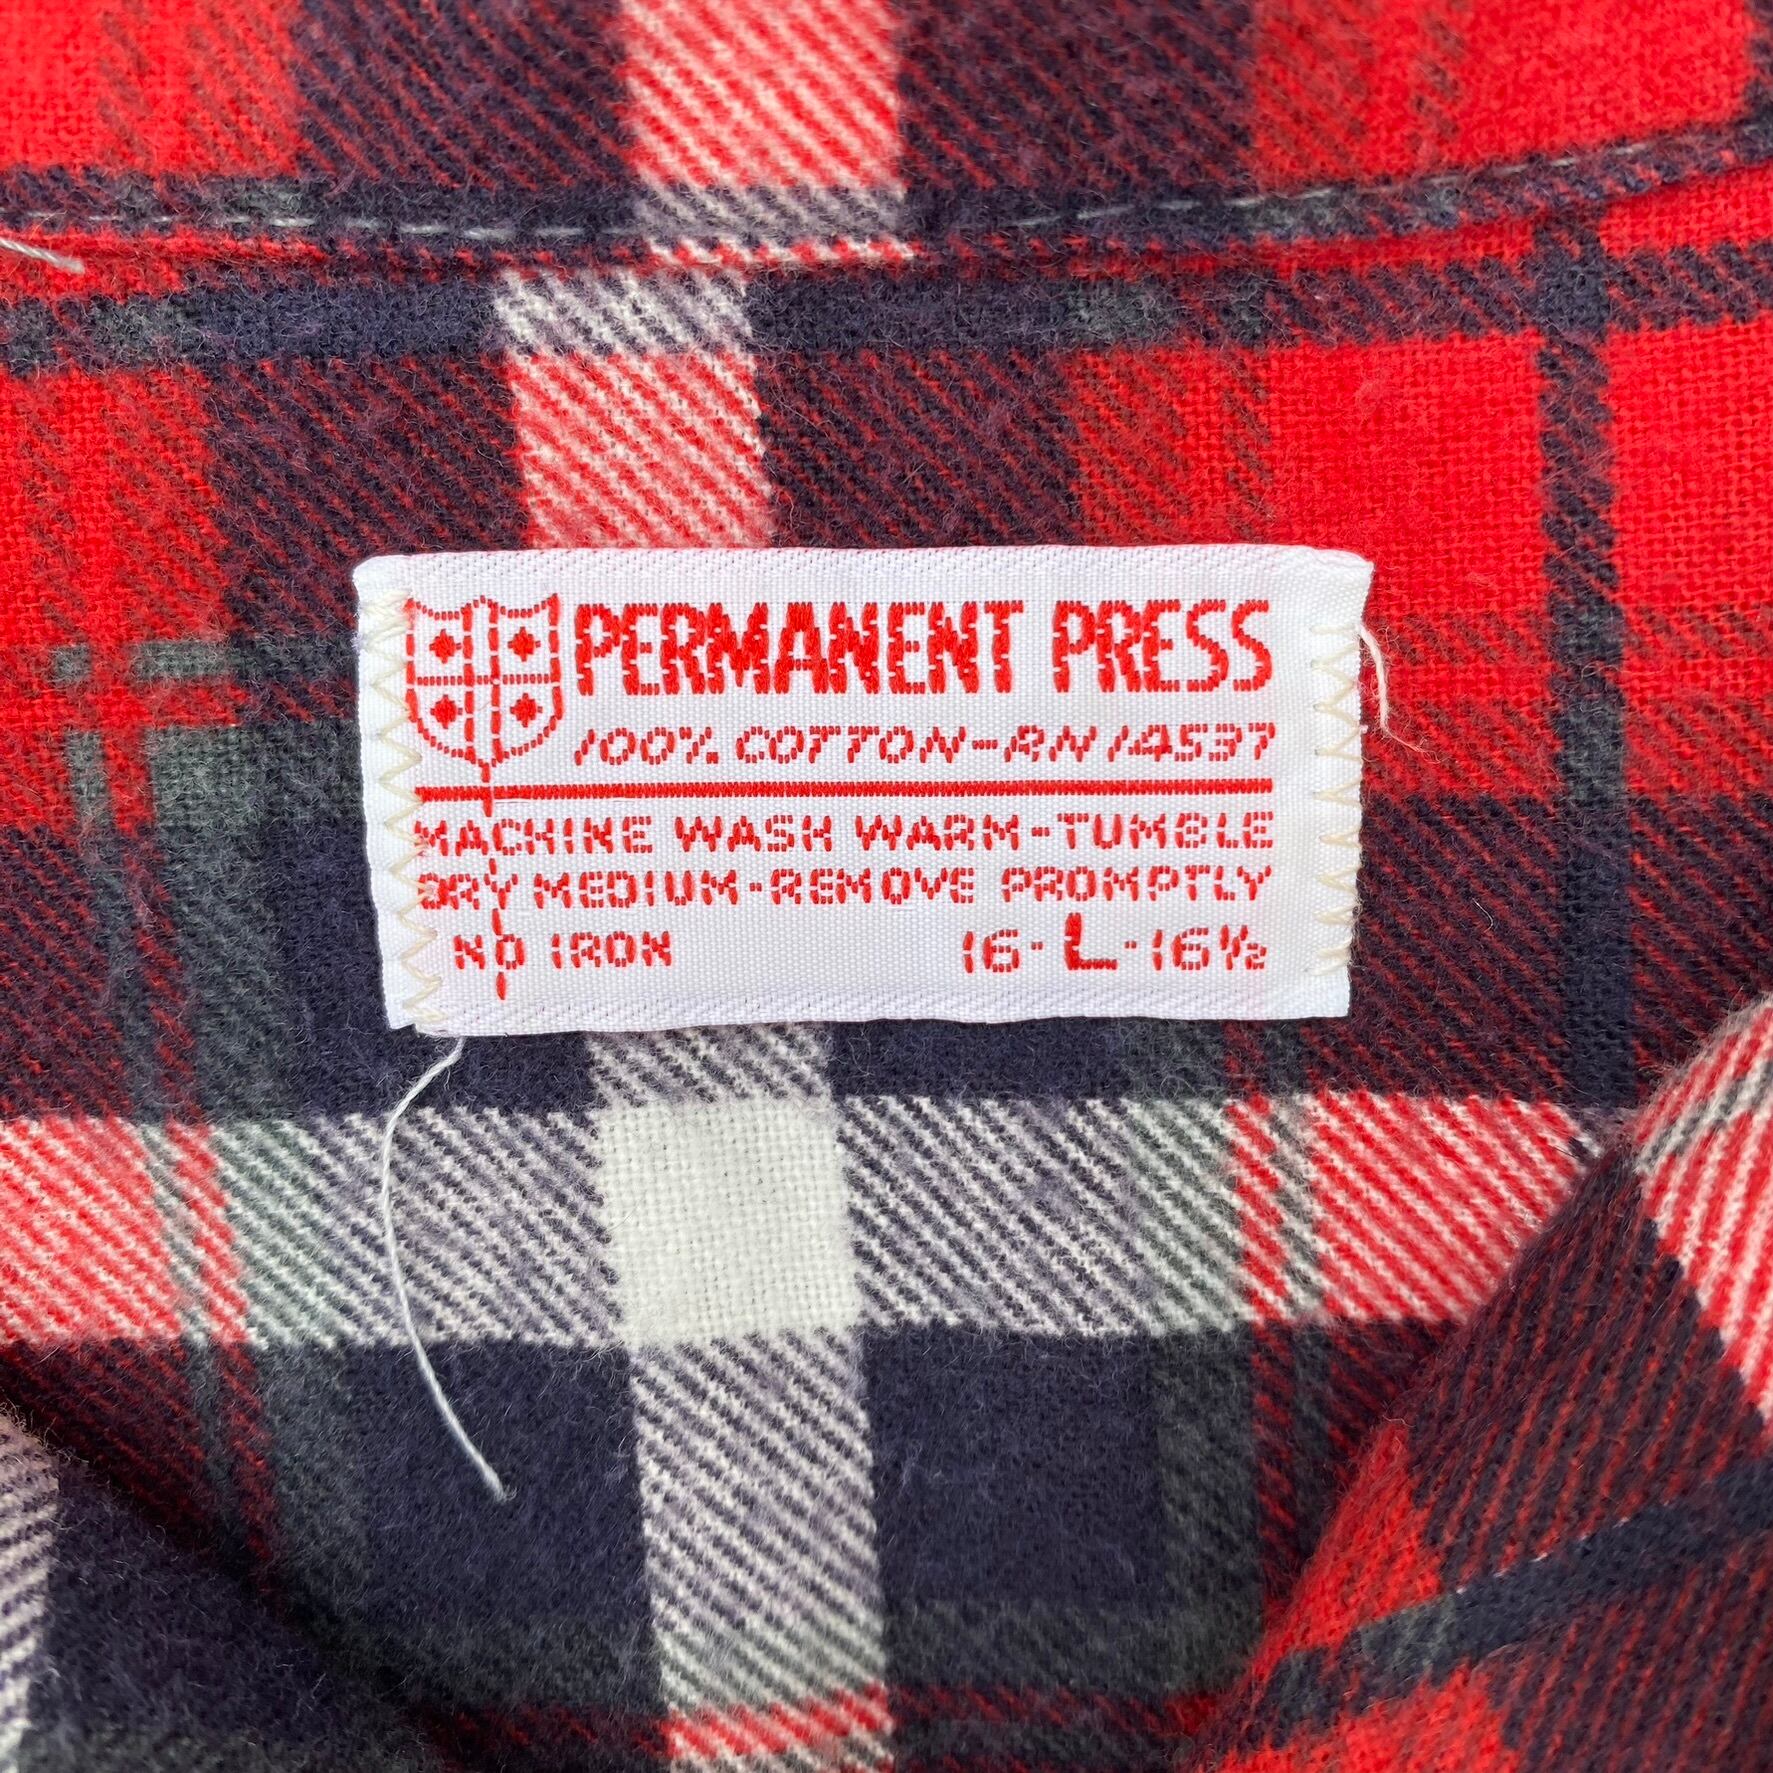 PERMANENT PRESS
100% COTTON-RN 14537
MACHINE WASH WARM-TUMBLE
DRY MEDIUM-REMOVE PROMPTLY
NO IRON 16-L-16½